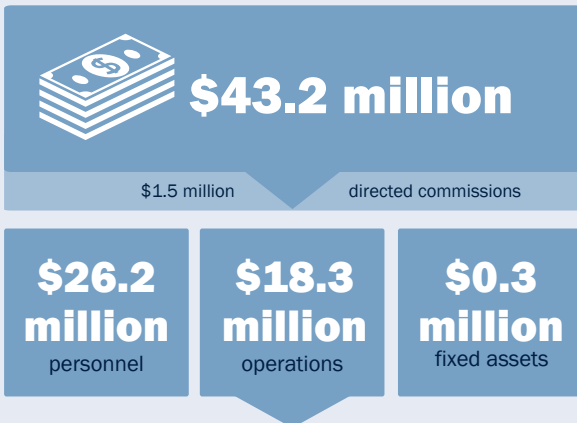 $43.2 million
$1.5 million directed commissions
$26.2
million
personnel
$18.3
million
operations
$0.3
million
fixed assets